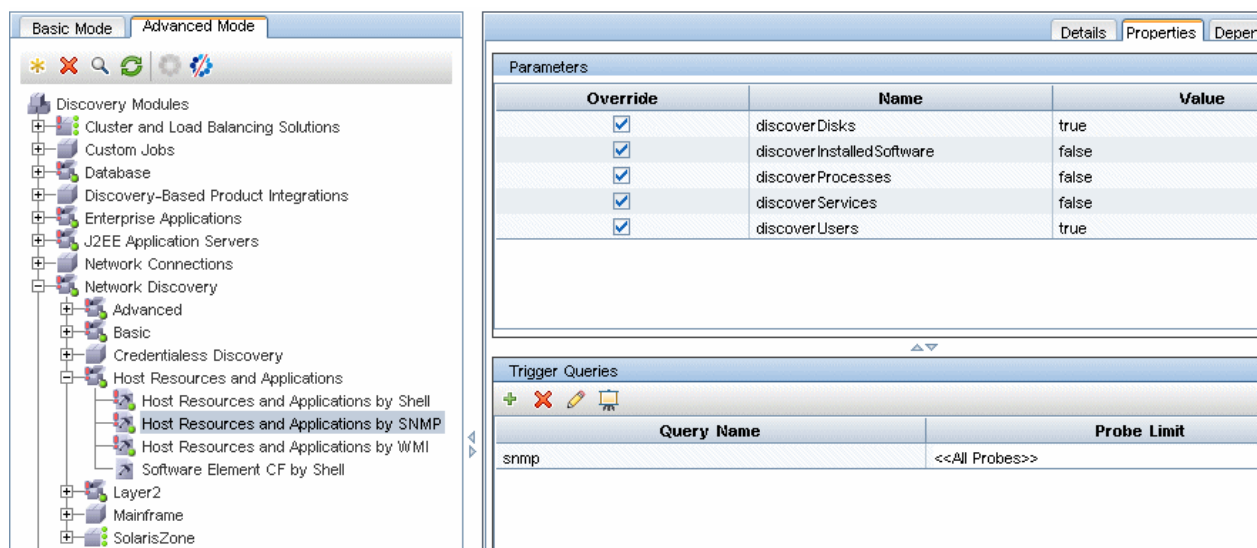 Basic Mode
Advanced Mode
Discovery Modules
Cluster and Load Balancing Solutions
Custom Jobs
Database
Discovery-Based Product Integrations
Enterprise Applications
J2EE Application Servers
Network Connections
Network Discovery
Advanced
Basic
Credentialess Discovery
Host Resources and Applications
Host Resources and Applications by Shell
Host Resources and Applications by SNMP
Host Resources and Applications by WMI
Software Element CF by Shell
Layer2
Mainframe
SolarisZone
Details Properties Deper
Parameters
Override Name Value
discoverDisks true
discoverInstalledSoftware false
discoverProcesses false
discoverServices false
discoverUsers true
Trigger Queries
Query Name Probe Limit
snmp <<All Probes>>